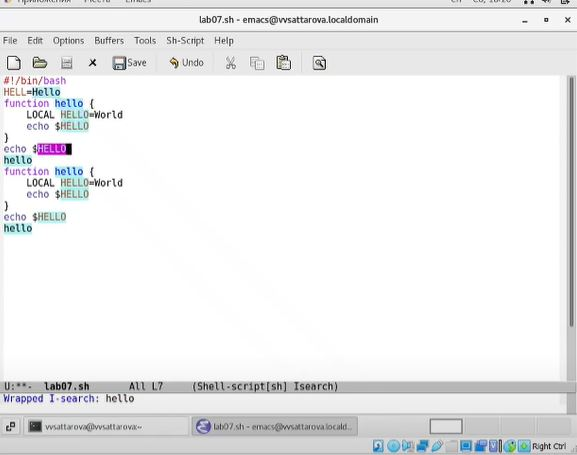 lab07.sh - emacs@vvsattarova.localdomain
File Edit Options Buffers Tools Sh-Script Help
Save Undo
#!/bin/bash
HELL=Hello
function hello {
    LOCAL HELLO=World
    echo $HELLO
}
echo $HELLO
hello
function hello {
    LOCAL HELLO=World
    echo $HELLO
}
echo $HELLO
hello
U:**-  lab07.sh       All L7     (Shell-script[sh] Isearch)
Wrapped I-search: hello
vvsattarova@vvsattarova:~ lab07.sh - emacs@vvsattarova.locald...
Right Ctrl